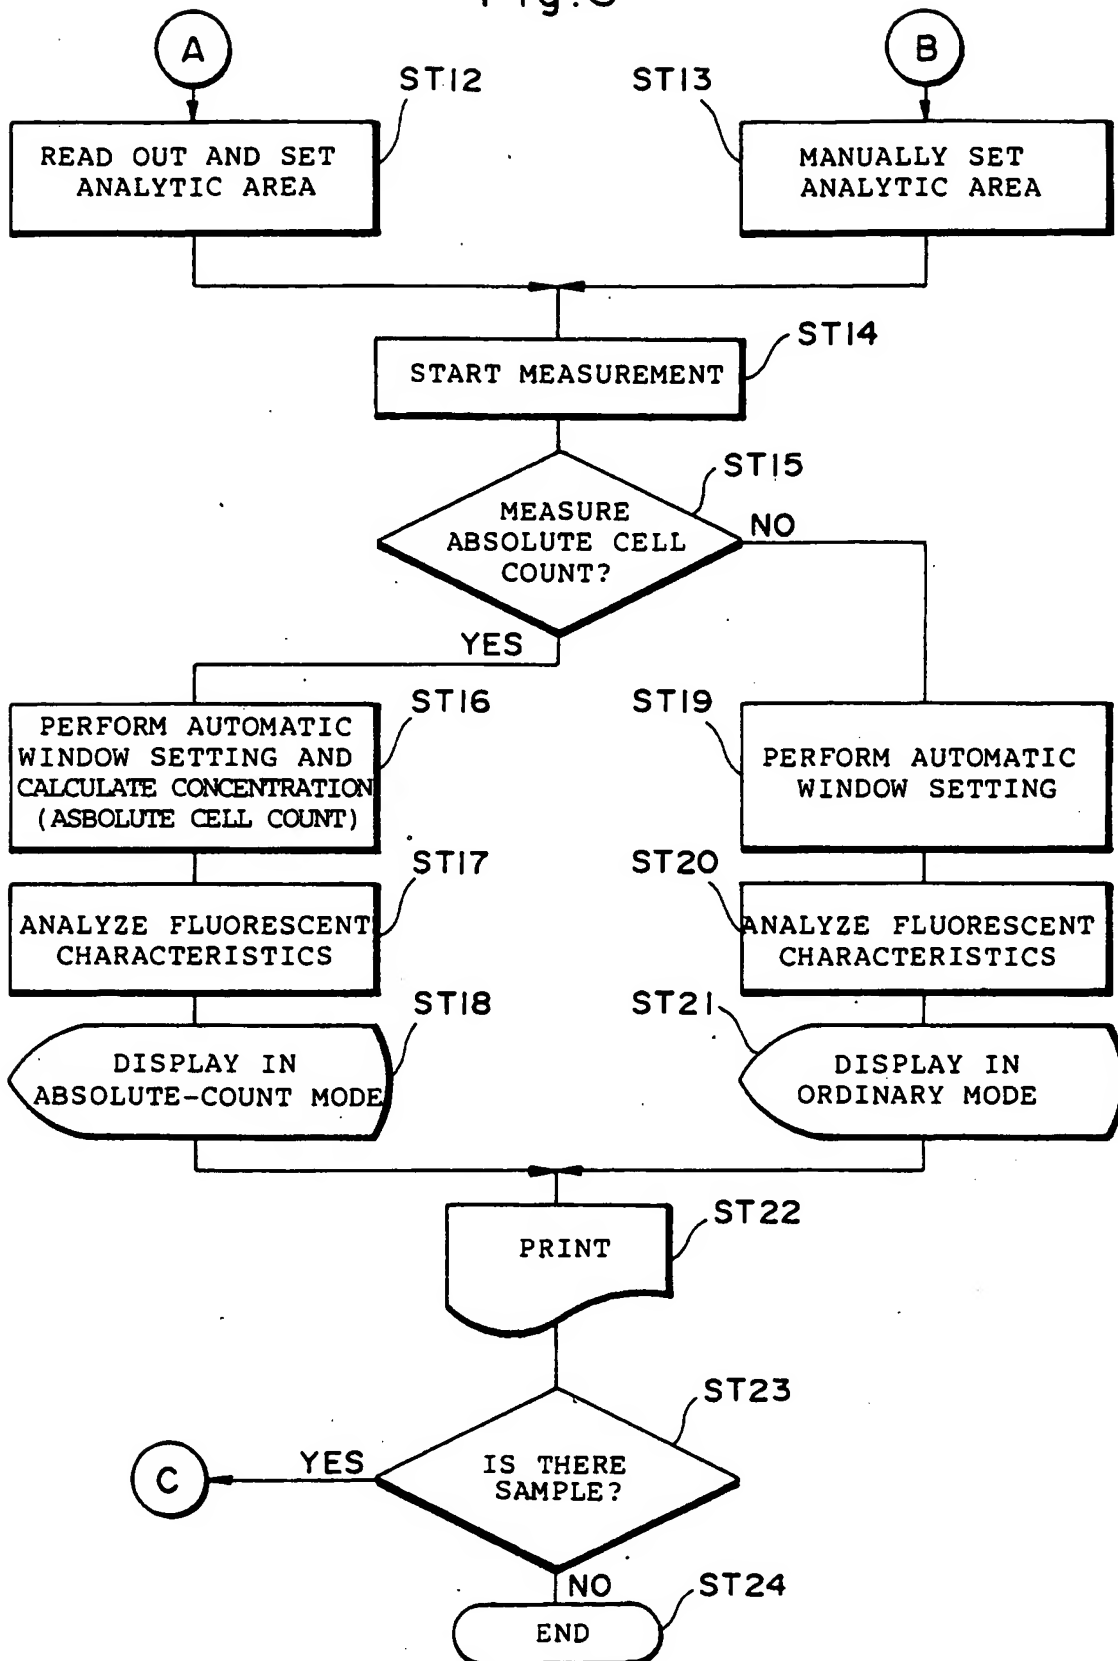 A
B
ST12
ST13
READ OUT AND SET
ANALYTIC AREA
MANUALLY SET
ANALYTIC AREA
ST14
START MEASUREMENT
ST15
MEASURE
ABSOLUTE CELL
COUNT?
NO
YES
ST16
ST19
PERFORM AUTOMATIC
WINDOW SETTING AND
CALCULATE CONCENTRATION
(ASBOLUTE CELL COUNT)
PERFORM AUTOMATIC
WINDOW SETTING
ST17
ST20
ANALYZE FLUORESCENT
CHARACTERISTICS
ANALYZE FLUORESCENT
CHARACTERISTICS
ST18
ST21
DISPLAY IN
ABSOLUTE-COUNT MODE
DISPLAY IN
ORDINARY MODE
ST22
PRINT
ST23
IS THERE
SAMPLE?
YES
C
NO
ST24
END